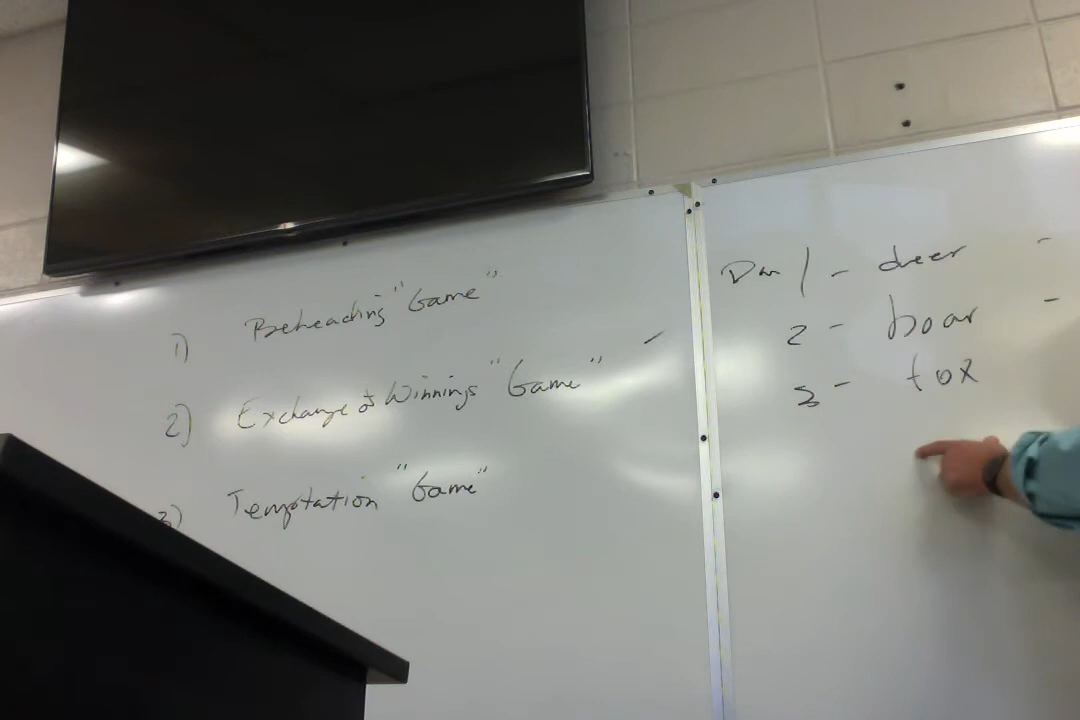 1) Beheading "Game"
2) Exchange of Winnings "Game" -
3) Temptation "Game"
Day 1 - deer -
2 - boar -
3 - fox